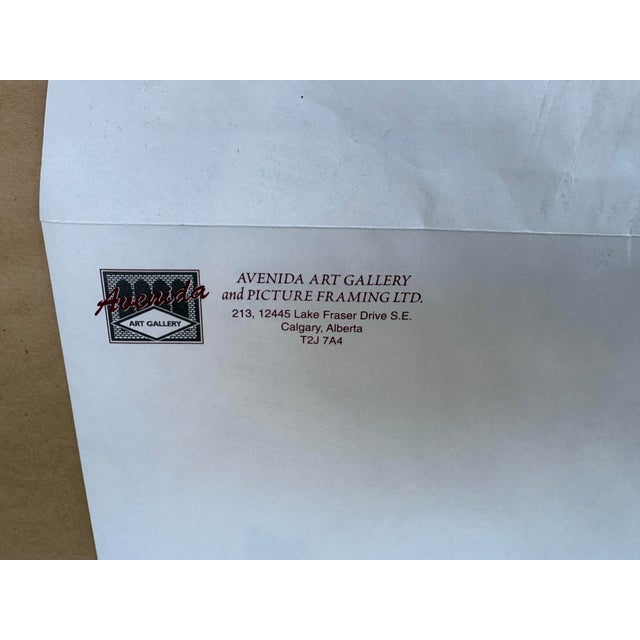 Avenida
ART GALLERY
AVENIDA ART GALLERY
and PICTURE FRAMING LTD.
213, 12445 Lake Fraser Drive S.E.
Calgary, Alberta
T2J 7A4